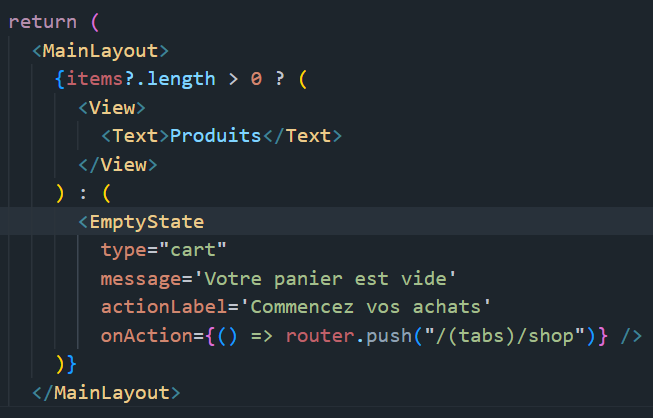 return (
<MainLayout>
{items?.length > 0 ? (
<View>
<Text>Produits</Text>
</View>
) : (
<EmptyState
type="cart"
message='Votre panier est vide'
actionLabel='Commencez vos achats'
onAction={() => router.push("/(tabs)/shop")} />
)}
</MainLayout>